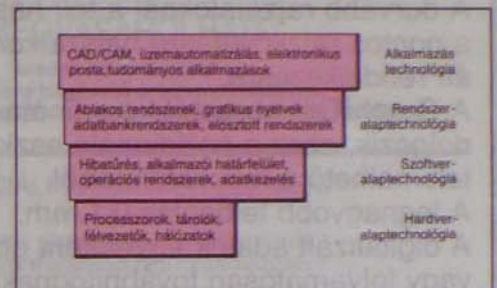 CAD/CAM, üzemautomatizálás, elektronikus
posta, tudományos alkalmazások
Alkalmazás
technológia
Ablakos rendszerek, grafikus nyelvek
adatbankrendszerek, elosztott rendszerek
Rendszer-
alaptechnológia
Hibatűrés, alkalmazói határfelület,
operációs rendszerek, adatkezelés
Szoftver-
alaptechnológia
Processzorok, tárolók,
félvezetők, hálózatok
Hardver-
alaptechnológia